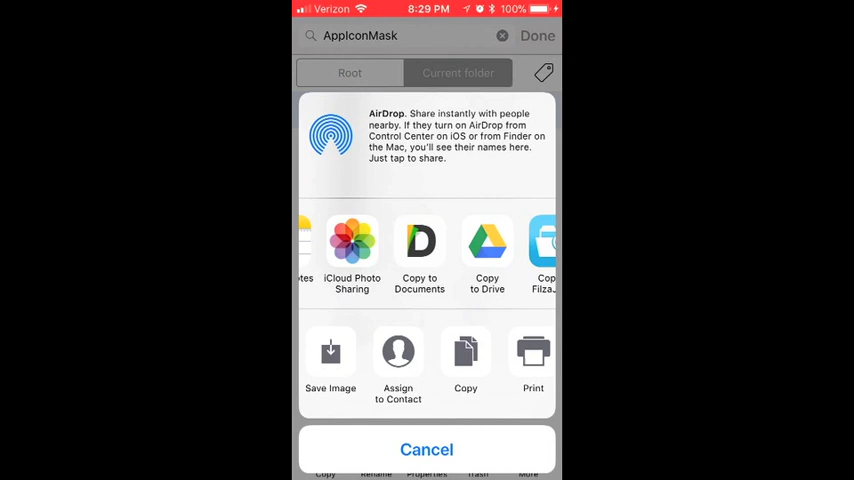 Verizon 8:29 PM 100%
AppIconMask Done
Root Current folder
AirDrop. Share instantly with people
nearby. If they turn on AirDrop from
Control Center on iOS or from Finder on
the Mac, you'll see their names here.
Just tap to share.
otes iCloud Photo Sharing
Copy to Documents
Copy to Drive
Cop Filza...
Save Image
Assign to Contact
Copy
Print
Cancel
Copy Rename Properties Trash More